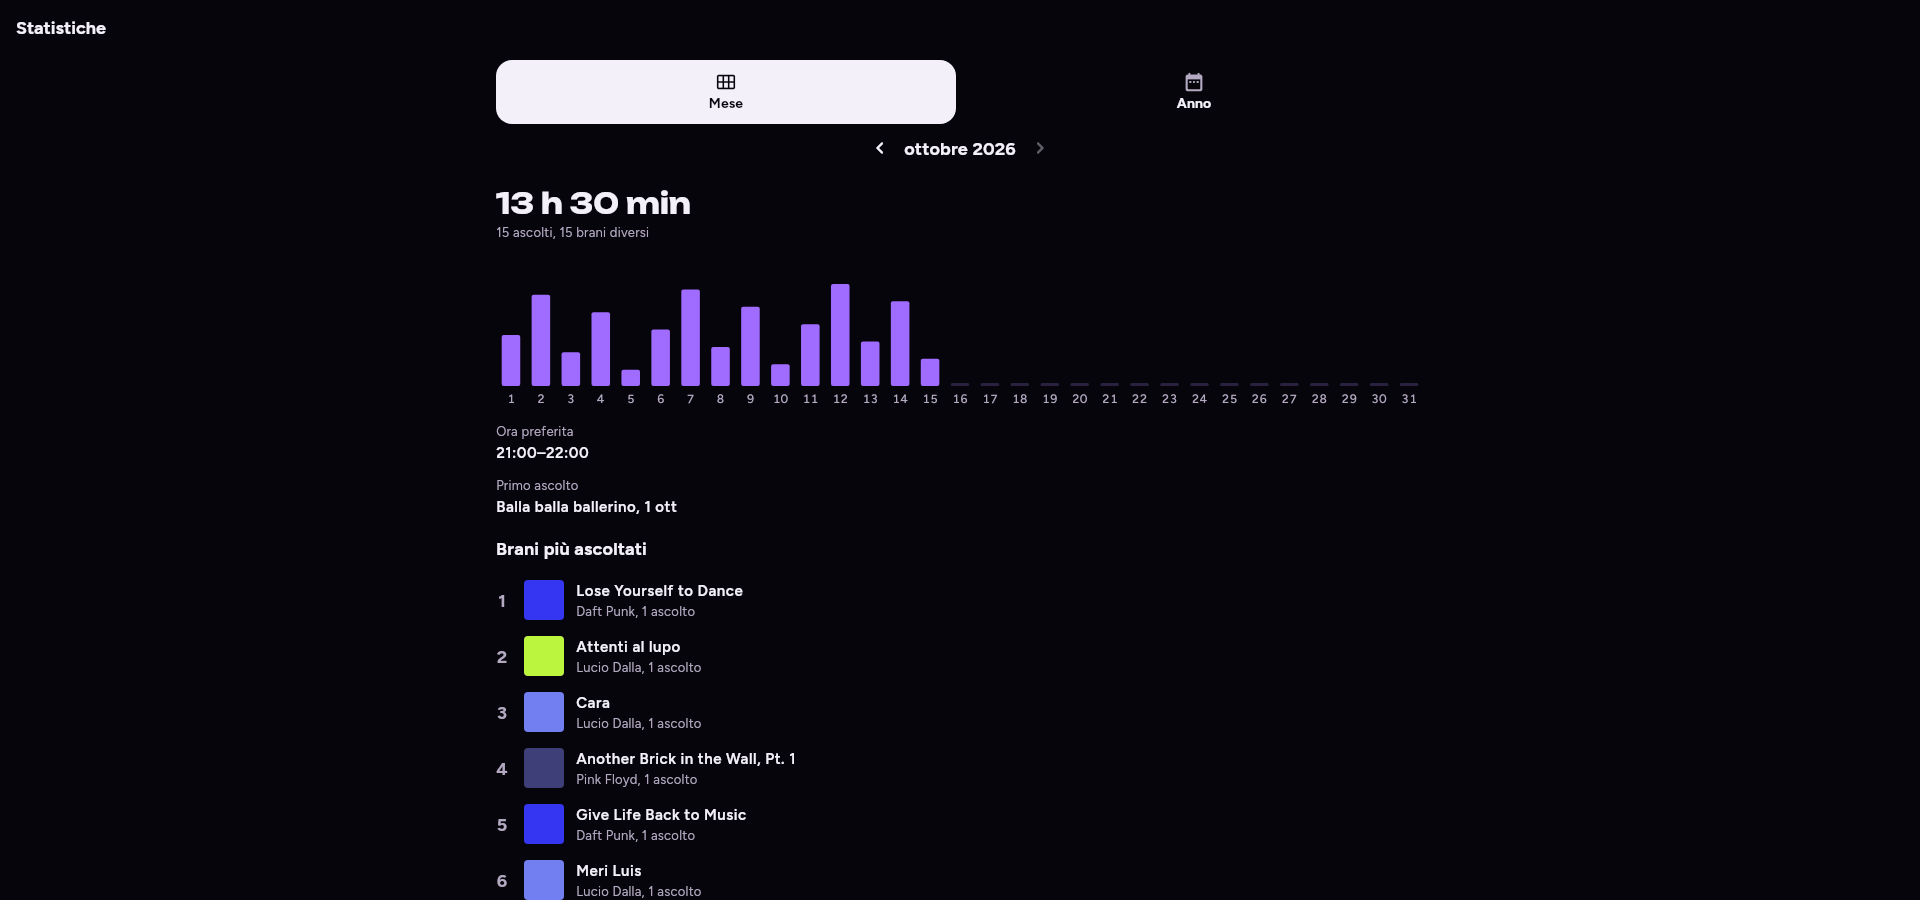 Statistiche
Mese
Anno
ottobre 2026
13 h 30 min
15 ascolti, 15 brani diversi
1 2 3 4 5 6 7 8 9 10 11 12 13 14 15 16 17 18 19 20 21 22 23 24 25 26 27 28 29 30 31
Ora preferita
21:00–22:00
Primo ascolto
Balla balla ballerino, 1 ott
Brani più ascoltati
1
Lose Yourself to Dance
Daft Punk, 1 ascolto
2
Attenti al lupo
Lucio Dalla, 1 ascolto
3
Cara
Lucio Dalla, 1 ascolto
4
Another Brick in the Wall, Pt. 1
Pink Floyd, 1 ascolto
5
Give Life Back to Music
Daft Punk, 1 ascolto
6
Meri Luis
Lucio Dalla, 1 ascolto